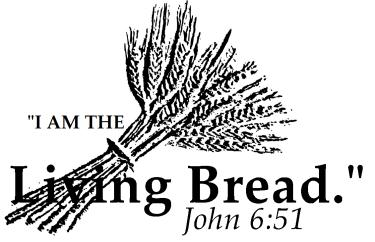 "I AM THE
Living Bread."
John 6:51